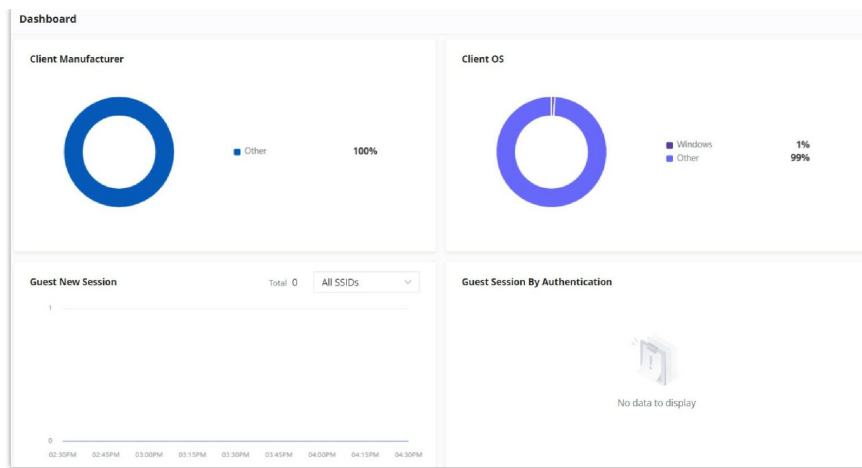 Dashboard
Client Manufacturer
Other 100%
Client OS
Windows 1%
Other 99%
Guest New Session Total 0 All SSIDs
1
0
02:30PM 02:45PM 03:00PM 03:15PM 03:30PM 03:45PM 04:00PM 04:15PM 04:30PM
Guest Session By Authentication
No data to display